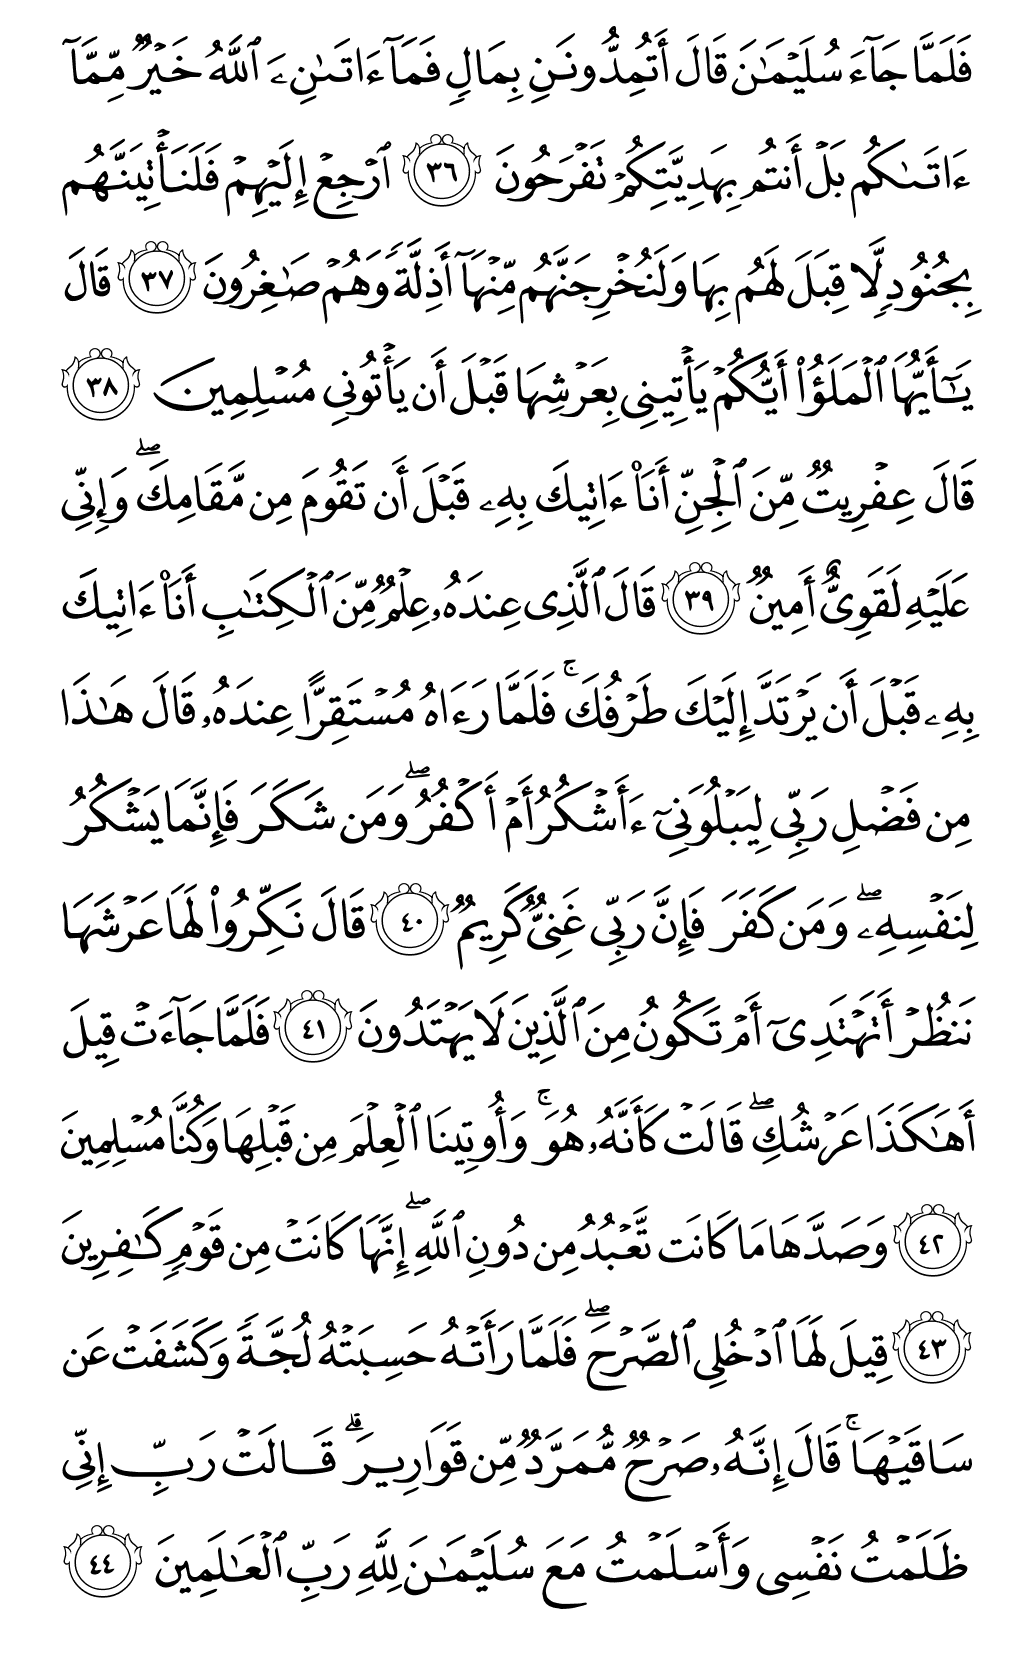 فَلَمَّا جَآءَ سُلَيْمَٰنَ قَالَ أَتُمِدُّونَنِ بِمَالٍ فَمَآ ءَاتَىٰنِۦَ ٱللَّهُ خَيْرٌ مِّمَّآ
ءَاتَىٰكُم بَلْ أَنتُم بِهَدِيَّتِكُمْ تَفْرَحُونَ ٣٦ ٱرْجِعْ إِلَيْهِمْ فَلَنَأْتِيَنَّهُم
بِجُنُودٍ لَّا قِبَلَ لَهُم بِهَا وَلَنُخْرِجَنَّهُم مِّنْهَآ أَذِلَّةً وَهُمْ صَٰغِرُونَ ٣٧ قَالَ
يَٰٓأَيُّهَا ٱلْمَلَؤُا۟ أَيُّكُمْ يَأْتِينِى بِعَرْشِهَا قَبْلَ أَن يَأْتُونِى مُسْلِمِينَ ٣٨
قَالَ عِفْرِيتٌ مِّنَ ٱلْجِنِّ أَنَا۠ ءَاتِيكَ بِهِۦ قَبْلَ أَن تَقُومَ مِن مَّقَامِكَ ۖ وَإِنِّى
عَلَيْهِ لَقَوِىٌّ أَمِينٌ ٣٩ قَالَ ٱلَّذِى عِندَهُۥ عِلْمٌ مِّنَ ٱلْكِتَٰبِ أَنَا۠ ءَاتِيكَ
بِهِۦ قَبْلَ أَن يَرْتَدَّ إِلَيْكَ طَرْفُكَ ۚ فَلَمَّا رَءَاهُ مُسْتَقِرًّا عِندَهُۥ قَالَ هَٰذَا
مِن فَضْلِ رَبِّى لِيَبْلُوَنِىٓ ءَأَشْكُرُ أَمْ أَكْفُرُ ۖ وَمَن شَكَرَ فَإِنَّمَا يَشْكُرُ
لِنَفْسِهِۦ ۖ وَمَن كَفَرَ فَإِنَّ رَبِّى غَنِىٌّ كَرِيمٌ ٤٠ قَالَ نَكِّرُوا۟ لَهَا عَرْشَهَا
نَنظُرْ أَتَهْتَدِىٓ أَمْ تَكُونُ مِنَ ٱلَّذِينَ لَا يَهْتَدُونَ ٤١ فَلَمَّا جَآءَتْ قِيلَ
أَهَٰكَذَا عَرْشُكِ ۖ قَالَتْ كَأَنَّهُۥ هُوَ ۚ وَأُوتِينَا ٱلْعِلْمَ مِن قَبْلِهَا وَكُنَّا مُسْلِمِينَ
٤٢ وَصَدَّهَا مَا كَانَت تَّعْبُدُ مِن دُونِ ٱللَّهِ ۖ إِنَّهَا كَانَتْ مِن قَوْمٍ كَٰفِرِينَ
٤٣ قِيلَ لَهَا ٱدْخُلِى ٱلصَّرْحَ ۖ فَلَمَّا رَأَتْهُ حَسِبَتْهُ لُجَّةً وَكَشَفَتْ عَن
سَاقَيْهَا ۚ قَالَ إِنَّهُۥ صَرْحٌ مُّمَرَّدٌ مِّن قَوَارِيرَ ۗ قَالَتْ رَبِّ إِنِّى
ظَلَمْتُ نَفْسِى وَأَسْلَمْتُ مَعَ سُلَيْمَٰنَ لِلَّهِ رَبِّ ٱلْعَٰلَمِينَ ٤٤